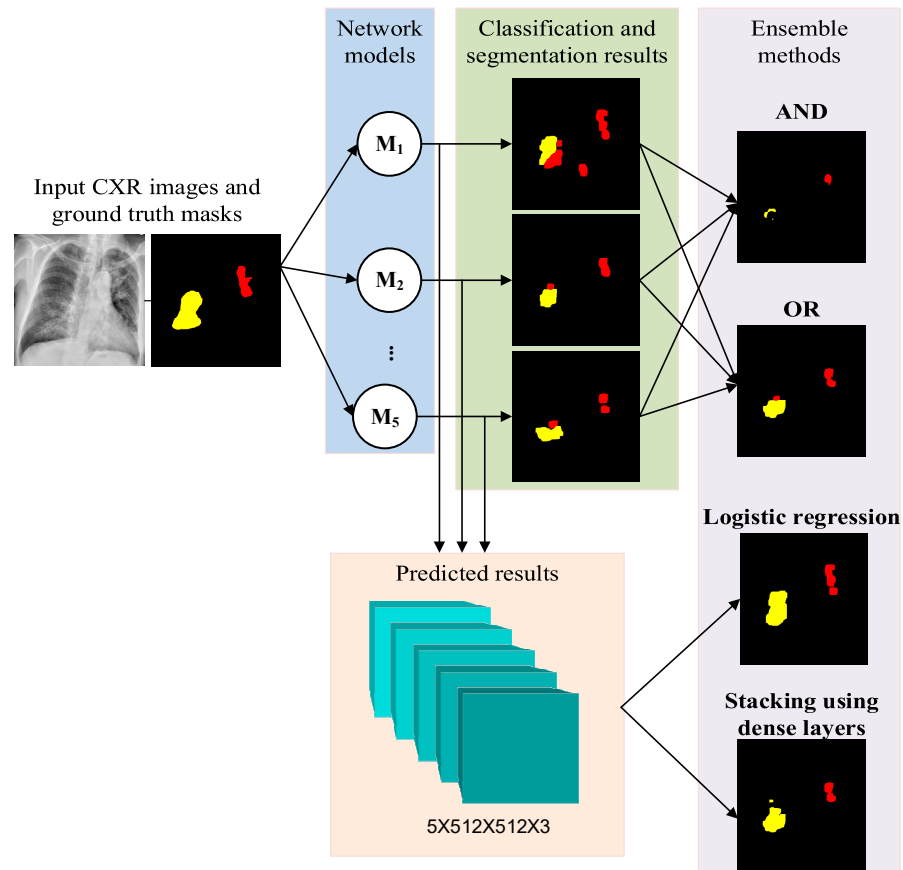 Network
models
Classification and
segmentation results
Ensemble
methods
AND
M₁
Input CXR images and
ground truth masks
M₂
OR
...
M₅
Logistic regression
Predicted results
Stacking using
dense layers
5X512X512X3